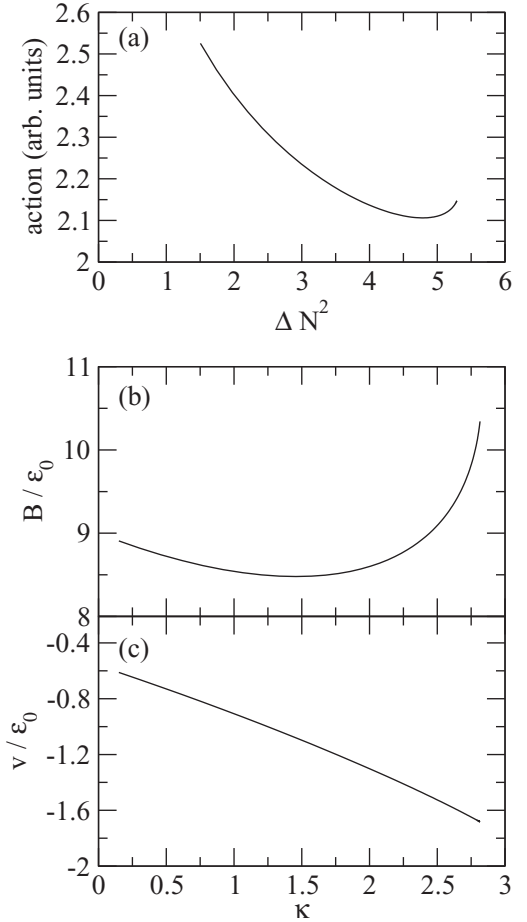 (a)
action (arb. units)
2.6
2.5
2.4
2.3
2.2
2.1
2
0 1 2 3 4 5 6
Δ N²
(b)
B / ε₀
11
10
9
8
(c)
v / ε₀
-0.4
-0.8
-1.2
-1.6
-2
0 0.5 1 1.5 2 2.5 3
κ